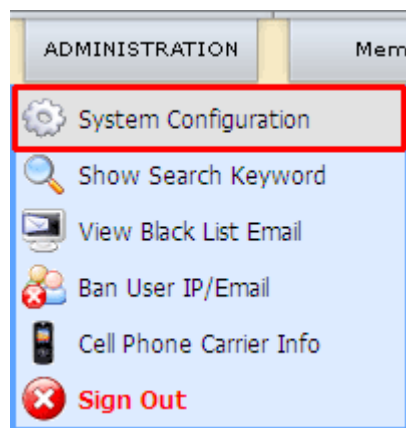 ADMINISTRATION Mem
System Configuration
Show Search Keyword
View Black List Email
Ban User IP/Email
Cell Phone Carrier Info
Sign Out